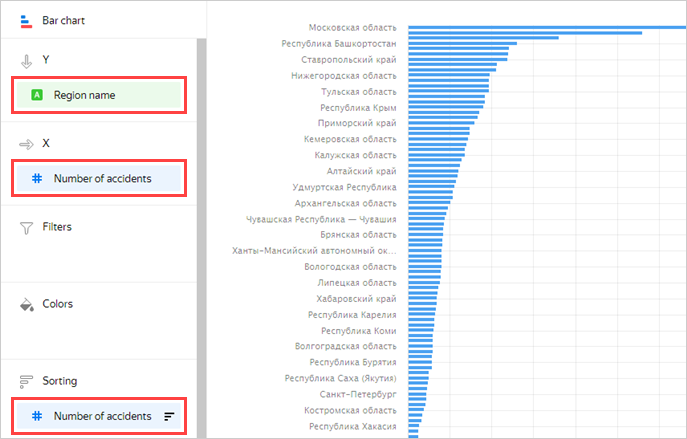 Bar chart
Y
A Region name
X
# Number of accidents
Filters
Colors
Sorting
# Number of accidents
Московская область
Республика Башкортостан
Ставропольский край
Нижегородская область
Тульская область
Республика Крым
Приморский край
Кемеровская область
Калужская область
Алтайский край
Удмуртская Республика
Архангельская область
Чувашская Республика — Чувашия
Брянская область
Ханты-Мансийский автономный ок...
Вологодская область
Липецкая область
Хабаровский край
Республика Карелия
Республика Коми
Волгоградская область
Республика Бурятия
Республика Саха (Якутия)
Санкт-Петербург
Костромская область
Республика Хакасия